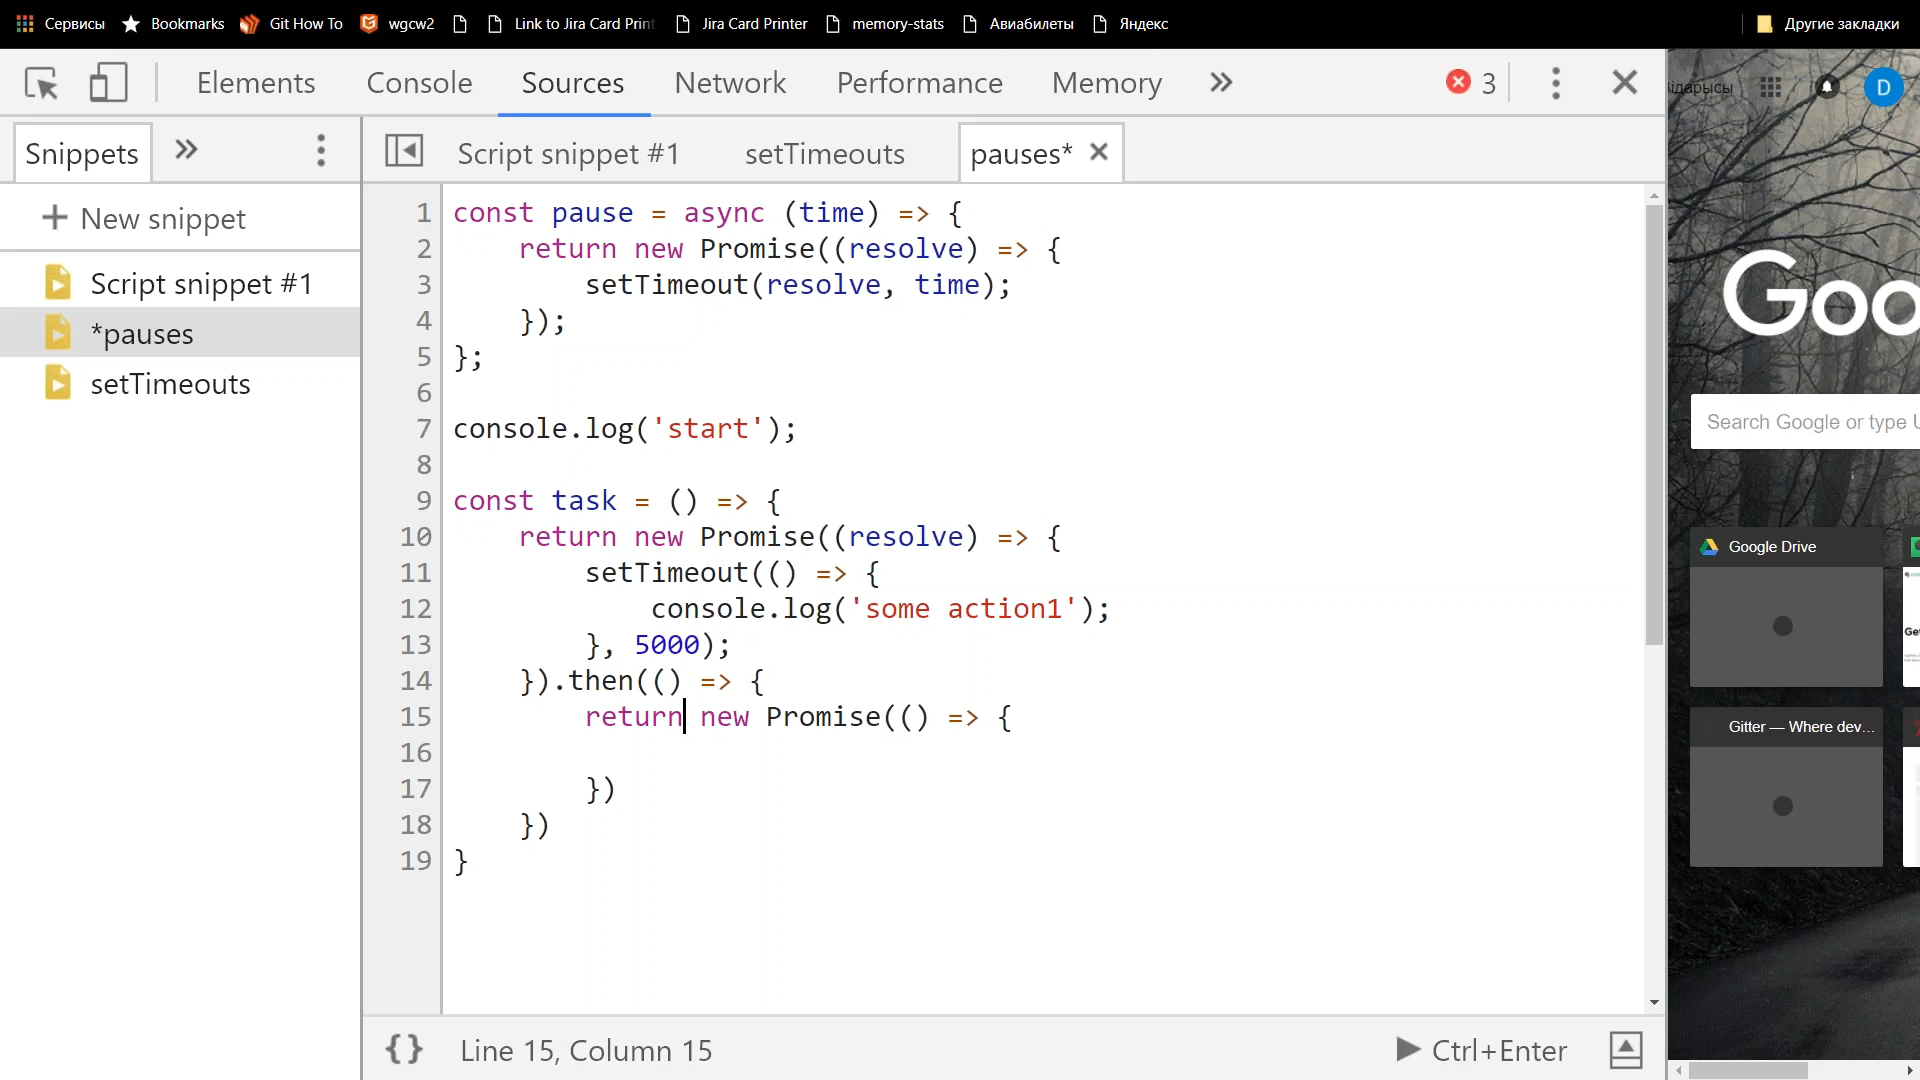 Сервисы Bookmarks Git How To wgcw2 Link to Jira Card Print Jira Card Printer memory-stats Авиабилеты Яндекс Другие закладки
Elements Console Sources Network Performance Memory » 3
Snippets » Script snippet #1 setTimeouts pauses* ×
+ New snippet
Script snippet #1
*pauses
setTimeouts
1 const pause = async (time) => {
2 return new Promise((resolve) => {
3 setTimeout(resolve, time);
4 });
5 };
6
7 console.log('start');
8
9 const task = () => {
10 return new Promise((resolve) => {
11 setTimeout(() => {
12 console.log('some action1');
13 }, 5000);
14 }).then(() => {
15 return new Promise(() => {
16
17 })
18 })
19 }
{} Line 15, Column 15 Ctrl+Enter
D
Goo
Search Google or type U
Google Drive
Ge
Gitter — Where dev...